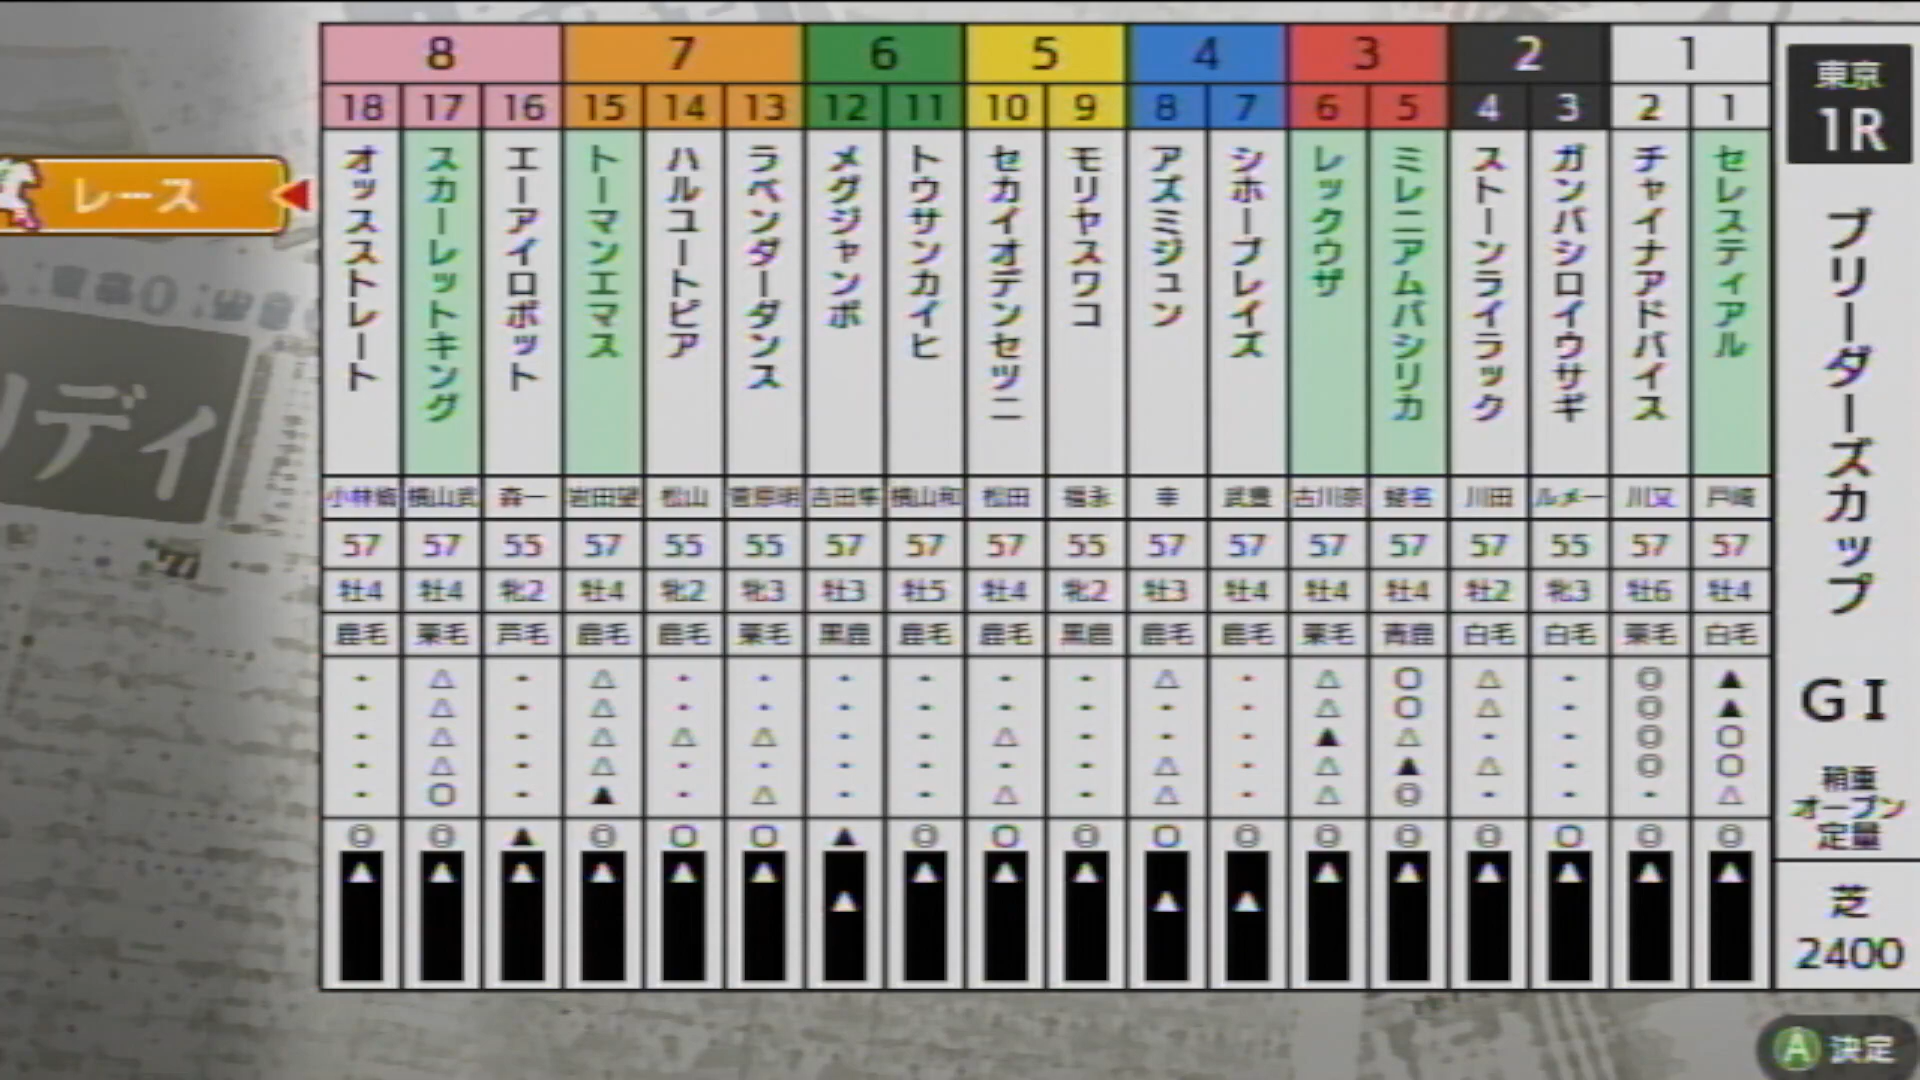 東京
1R
ブリーダーズカップ
GI
稍重
オープン
定量
芝
2400
レース
8 7 6 5 4 3 2 1
18 17 16 15 14 13 12 11 10 9 8 7 6 5 4 3 2 1
セレスティアル
チャイナアドバイス
ガンバシロイウサギ
ストーンライラック
ミレニアムバシリカ
レックウザ
シホーブレイズ
アズミジュン
モリヤスワコ
セカイオデンセツニ
トウサンカイヒ
メグジャンボ
ラベンダーダンス
ハルユートピア
トーマンエマス
エーアイロボット
スカーレットキング
オッスストレート
横山武 森一 岩田望 松山 菅原明 吉田隼 横山和 松田 福永 幸 武豊 古川奈 蛯名 川田 ルメー 川又 戸崎
57 57 55 57 55 55 57 57 57 55 57 57 57 57 57 55 57 57
牡4 牡4 牝2 牡4 牝2 牝3 牡3 牡5 牡4 牝2 牡3 牡4 牡4 牡4 牡2 牝3 牡6 牡4
鹿毛 栗毛 芦毛 鹿毛 鹿毛 栗毛 黒鹿 鹿毛 鹿毛 黒鹿 鹿毛 鹿毛 栗毛 青鹿 白毛 白毛 栗毛 白毛
リディ
A 決定